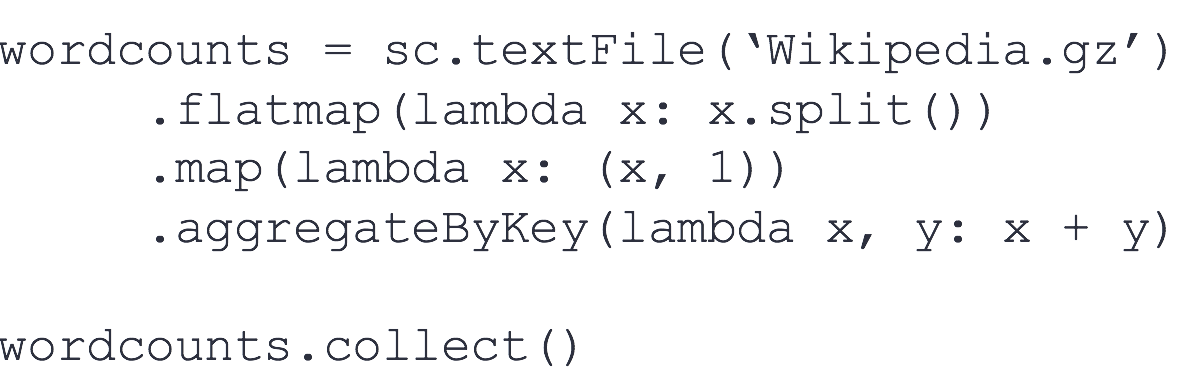 wordcounts = sc.textFile(‛Wikipedia.gz’)
.flatmap(lambda x: x.split())
.map(lambda x: (x, 1))
.aggregateByKey(lambda x, y: x + y)
wordcounts.collect()